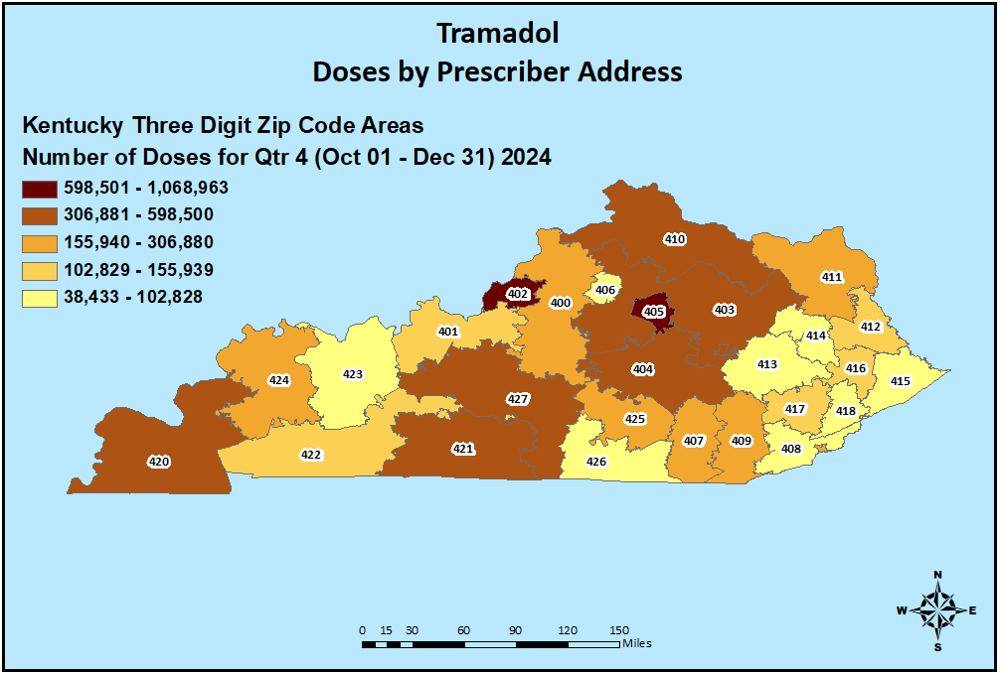 Tramadol
Doses by Prescriber Address
Kentucky Three Digit Zip Code Areas
Number of Doses for Qtr 4 (Oct 01 - Dec 31) 2024
598,501 - 1,068,963
306,881 - 598,500
155,940 - 306,880
102,829 - 155,939
38,433 - 102,828
410
411
406
402
400
405
403
412
401
414
404
413
416
415
424
423
427
417
418
425
407
409
408
422
421
426
420
N
W E
S
0 15 30 60 90 120 150
Miles